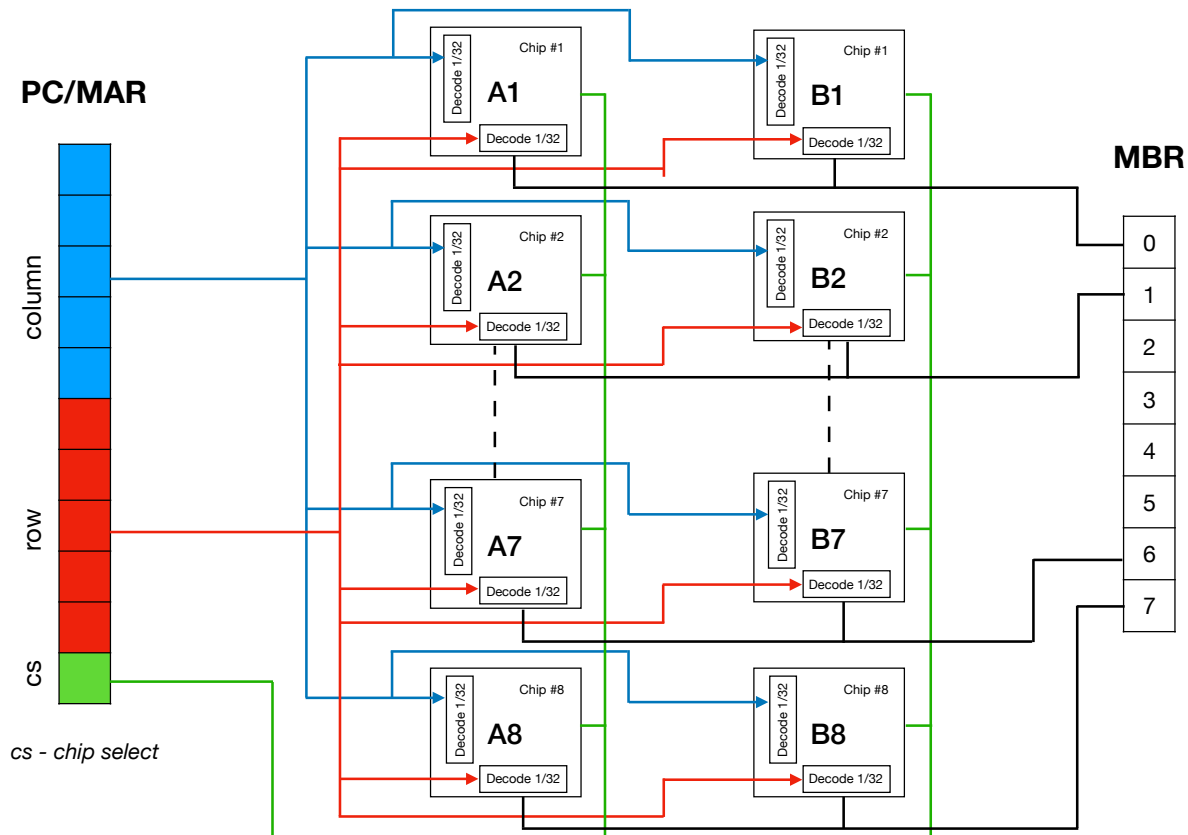 PC/MAR
column
row
cs
cs - chip select
Chip #1
Decode 1/32
A1
Decode 1/32
Chip #1
Decode 1/32
B1
Decode 1/32
Chip #2
Decode 1/32
A2
Decode 1/32
Chip #2
Decode 1/32
B2
Decode 1/32
Chip #7
Decode 1/32
A7
Decode 1/32
Chip #7
Decode 1/32
B7
Decode 1/32
Chip #8
Decode 1/32
A8
Decode 1/32
Chip #8
Decode 1/32
B8
Decode 1/32
MBR
0
1
2
3
4
5
6
7